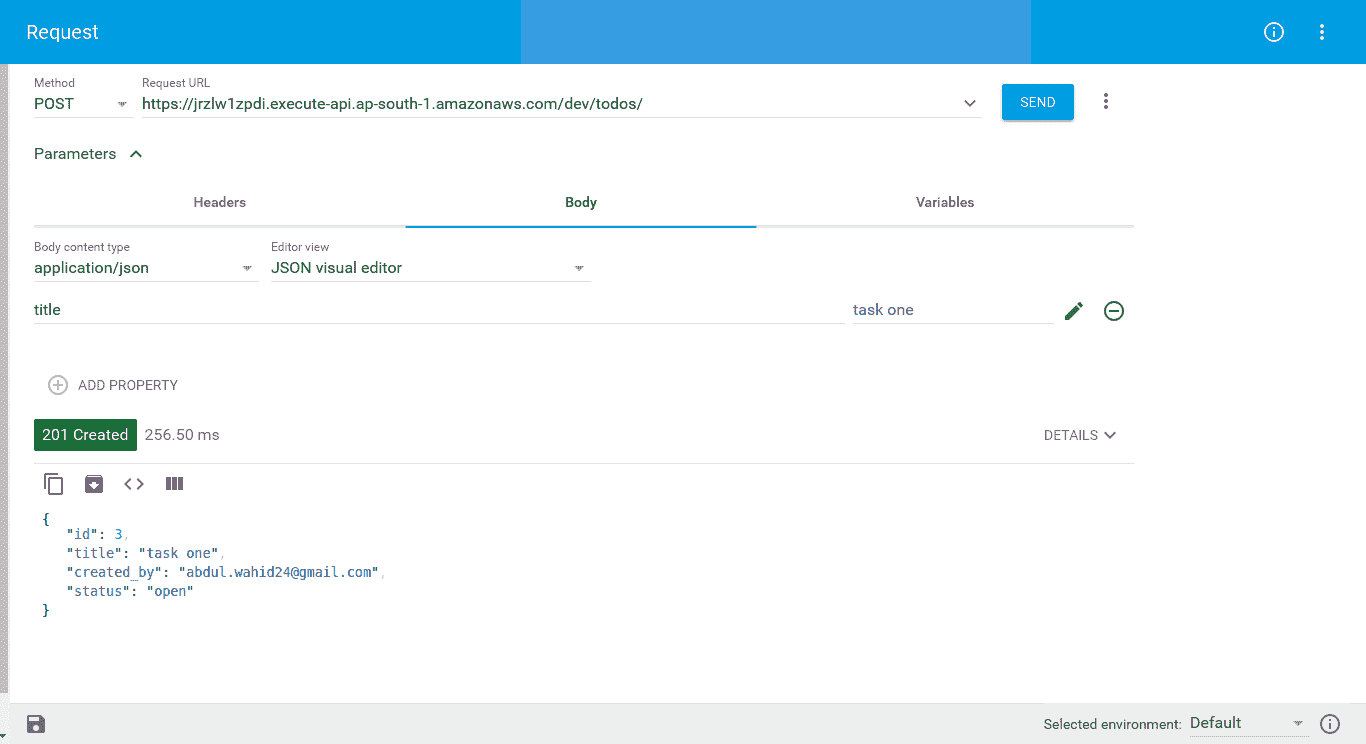 Request
Method
Request URL
POST
https://jrzlw1zpdi.execute-api.ap-south-1.amazonaws.com/dev/todos/
SEND
Parameters
Headers
Body
Variables
Body content type
Editor view
application/json
JSON visual editor
title
task one
ADD PROPERTY
201 Created
256.50 ms
DETAILS
{
"id": 3,
"title": "task one",
"created_by": "abdul.wahid24@gmail.com",
"status": "open"
}
Selected environment: Default